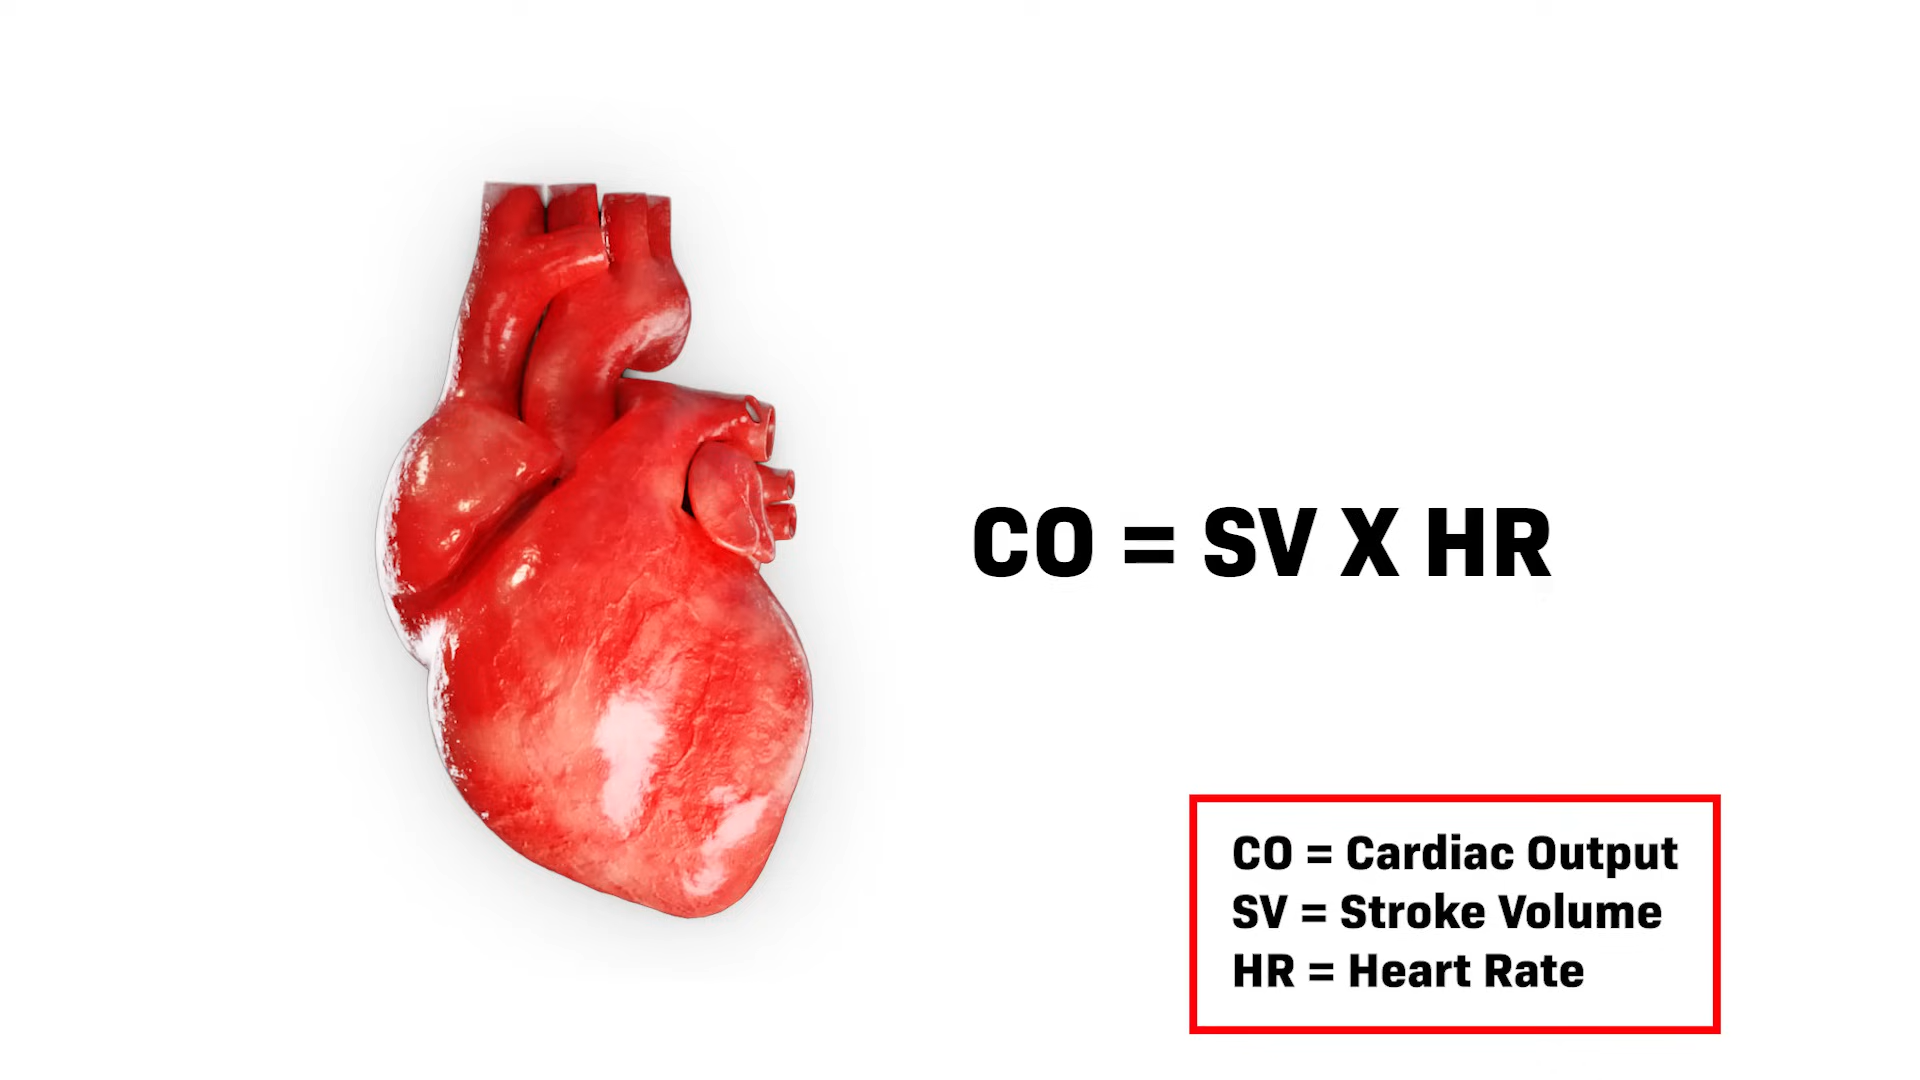 CO = SV X HR
CO = Cardiac Output
SV = Stroke Volume
HR = Heart Rate